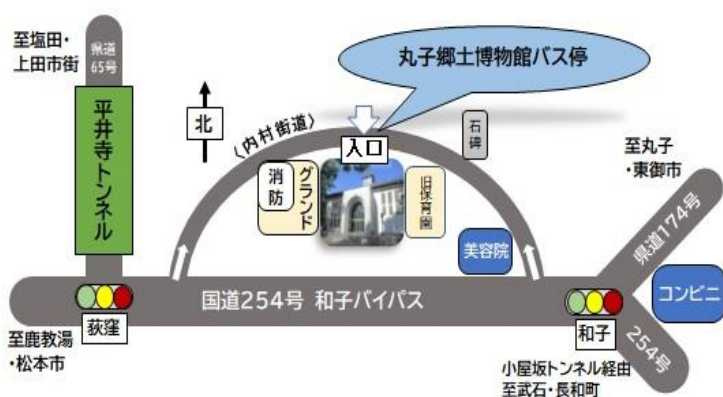 至塩田・
上田市街
県道
65号
平井寺トンネル
北
〈内村街道〉
丸子郷土博物館バス停
入口
石碑
消防
グランド
旧保育園
美容院
至丸子
・東御市
県道174号
コンビニ
254号
国道254号 和子バイパス
荻窪
和子
至鹿教湯
・松本市
小屋坂トンネル経由
至武石・長和町